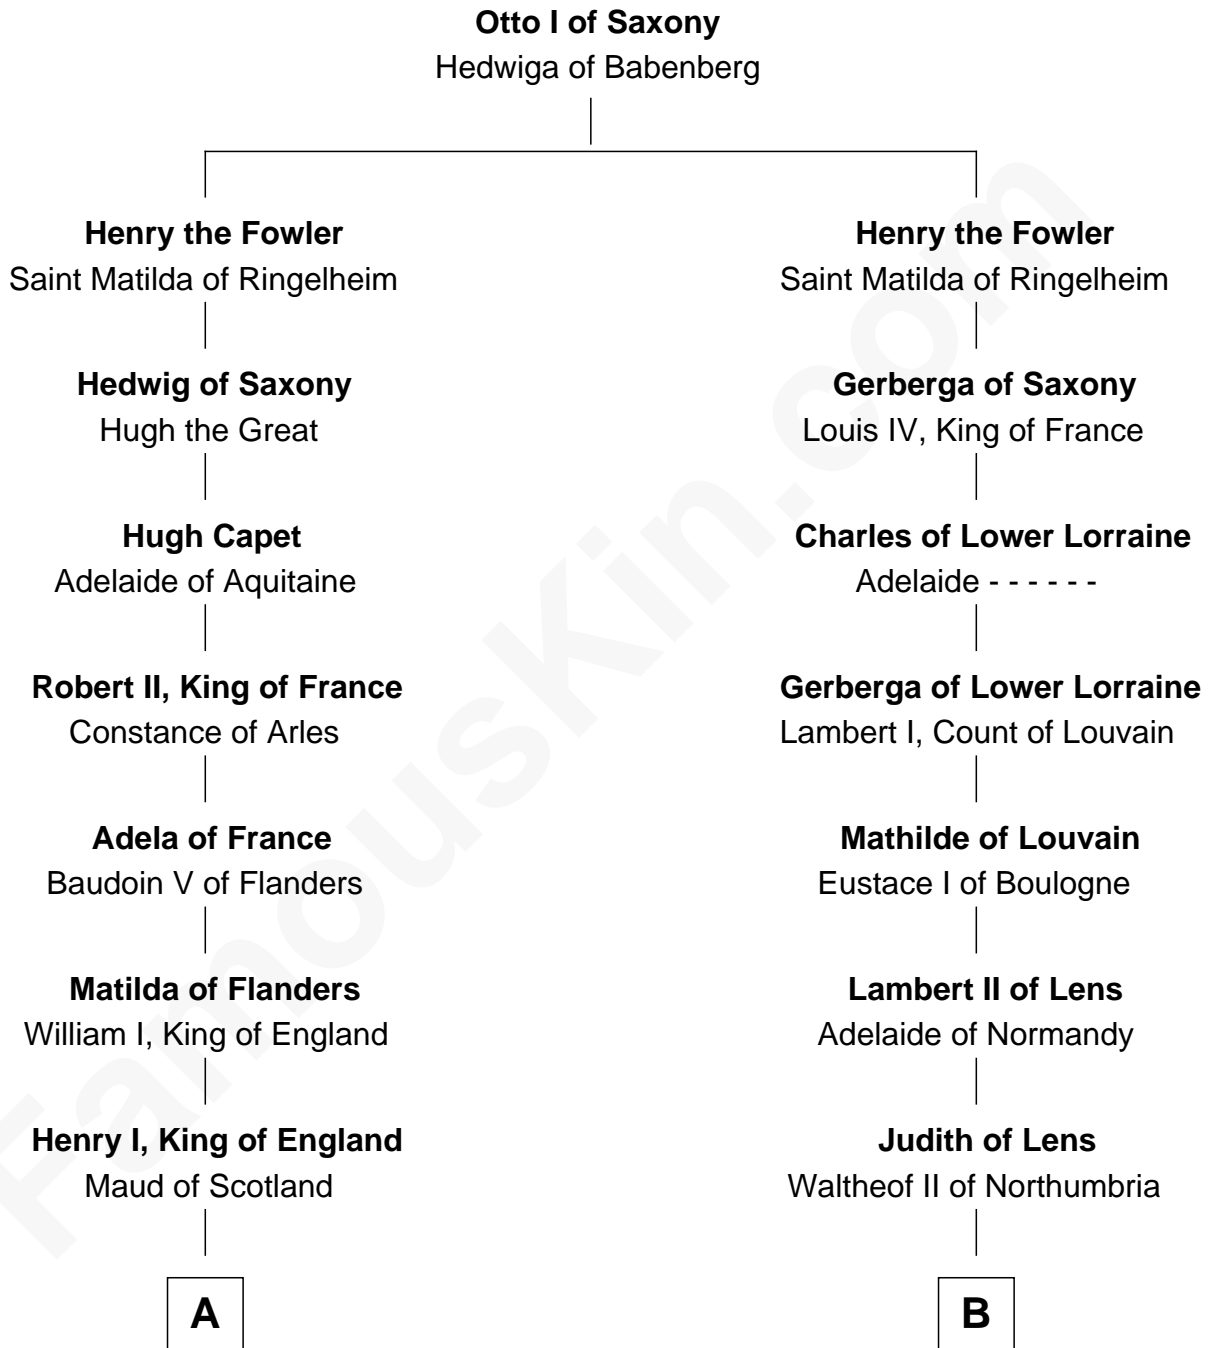 Otto I of Saxony
Hedwiga of Babenberg
Henry the Fowler
Saint Matilda of Ringelheim
Hedwig of Saxony
Hugh the Great
Hugh Capet
Adelaide of Aquitaine
Robert II, King of France
Constance of Arles
Adela of France
Baudoin V of Flanders
Matilda of Flanders
William I, King of England
Henry I, King of England
Maud of Scotland
A
Henry the Fowler
Saint Matilda of Ringelheim
Gerberga of Saxony
Louis IV, King of France
Charles of Lower Lorraine
Adelaide - - - - - -
Gerberga of Lower Lorraine
Lambert I, Count of Louvain
Mathilde of Louvain
Eustace I of Boulogne
Lambert II of Lens
Adelaide of Normandy
Judith of Lens
Waltheof II of Northumbria
B
FamousKin.com